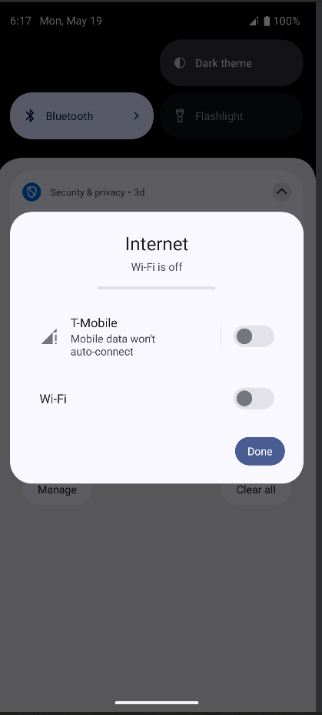 6:17 Mon, May 19 100%
Dark theme
Bluetooth
Flashlight
Security & privacy • 3d
Internet
Wi-Fi is off
T-Mobile
Mobile data won't
auto-connect
Wi-Fi
Done
Manage
Clear all